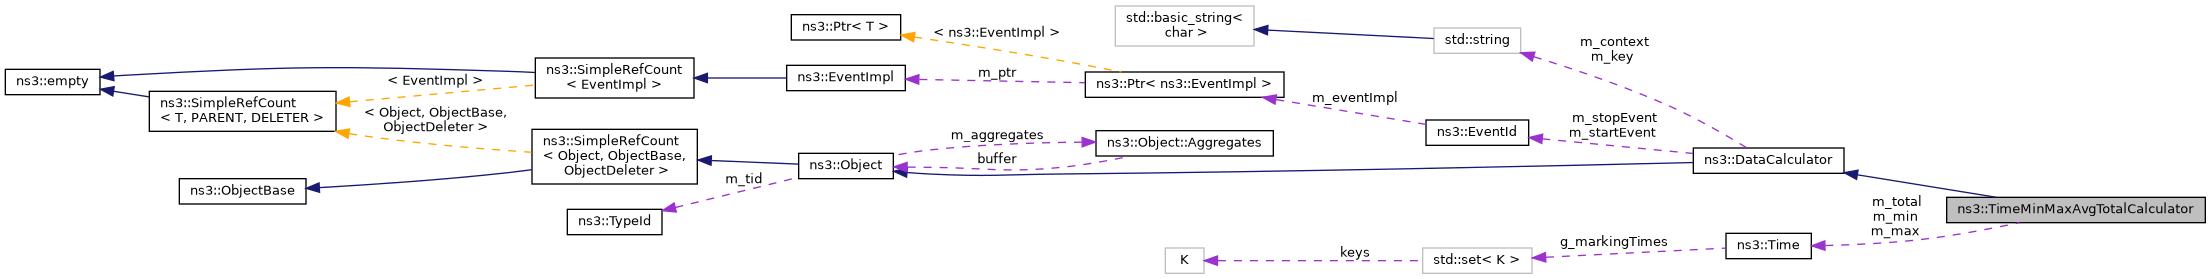 ns3::Ptr< T >
std::basic_string<
char >
< ns3::EventImpl >
std::string
m_context
m_key
ns3::empty
ns3::SimpleRefCount
< EventImpl >
ns3::EventImpl
m_ptr
ns3::Ptr< ns3::EventImpl >
< EventImpl >
ns3::SimpleRefCount
< T, PARENT, DELETER >
< Object, ObjectBase,
ObjectDeleter >
m_eventImpl
ns3::EventId
m_stopEvent
m_startEvent
ns3::SimpleRefCount
< Object, ObjectBase,
ObjectDeleter >
m_aggregates
ns3::Object::Aggregates
buffer
ns3::Object
ns3::DataCalculator
ns3::ObjectBase
m_tid
ns3::TypeId
ns3::TimeMinMaxAvgTotalCalculator
m_total
m_min
m_max
ns3::Time
g_markingTimes
std::set< K >
keys
K